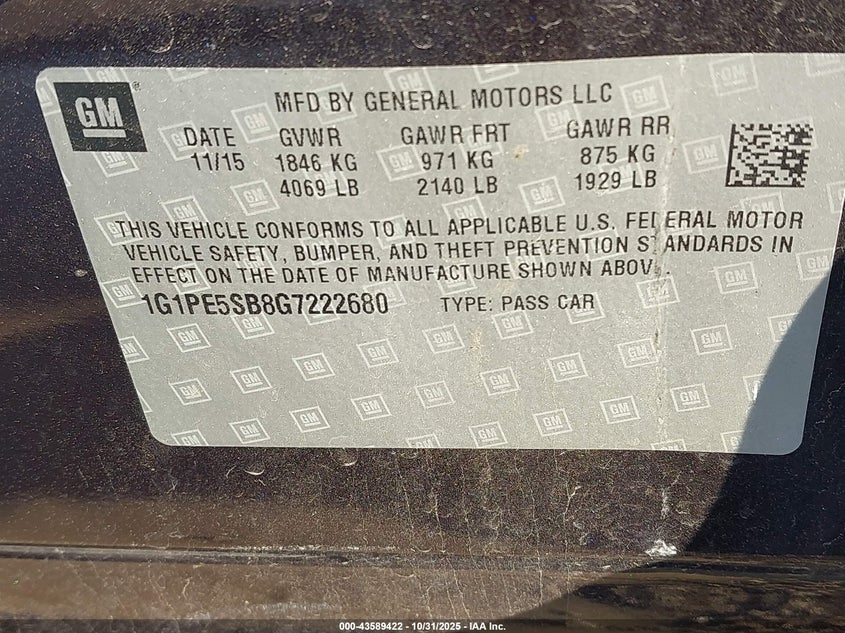 GM
MFD BY GENERAL MOTORS LLC
DATE GVWR GAWR FRT GAWR RR
11/15 1846 KG 971 KG 875 KG
4069 LB 2140 LB 1929 LB
THIS VEHICLE CONFORMS TO ALL APPLICABLE U.S. FEDERAL MOTOR
VEHICLE SAFETY, BUMPER, AND THEFT PREVENTION STANDARDS IN
EFFECT ON THE DATE OF MANUFACTURE SHOWN ABOVE.
1G1PE5SB8G7222680 TYPE: PASS CAR
000-43589422 - 10/31/2025 - IAA Inc.